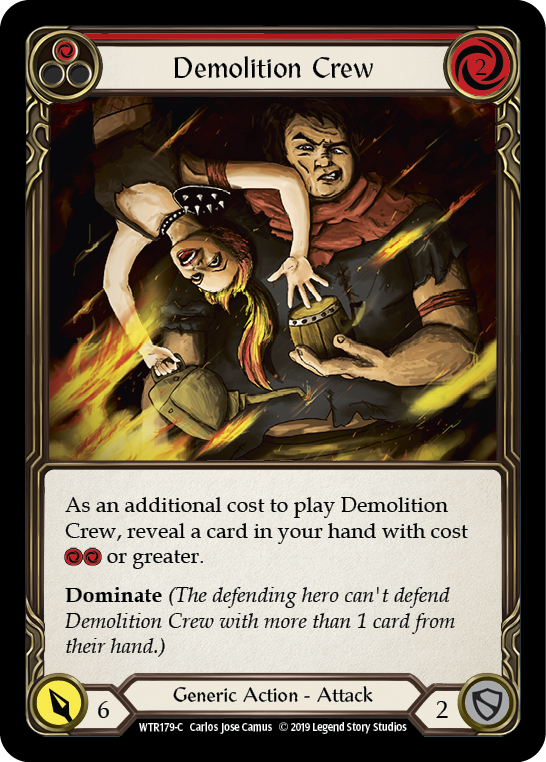 Demolition Crew
2
As an additional cost to play Demolition
Crew, reveal a card in your hand with cost
or greater.
Dominate (The defending hero can't defend
Demolition Crew with more than 1 card from
their hand.)
6
Generic Action - Attack
2
WTR179-C Carlos Jose Camus © 2019 Legend Story Studios